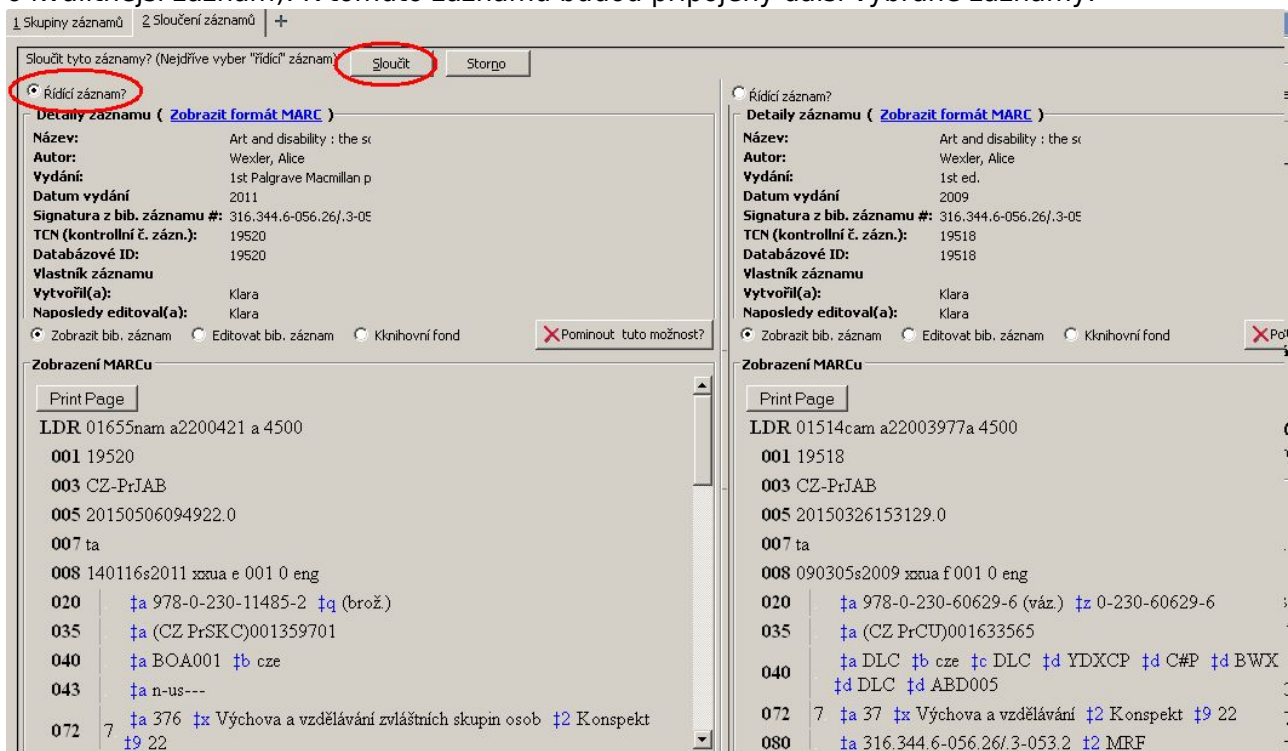 1 Skupiny záznamů 2 Sloučení záznamů +
Sloučit tyto záznamy? (Nejdříve vyber "řídící" záznam) Sloučit Storno
Řídící záznam?
Detaily záznamu ( Zobrazit formát MARC )
Název: Art and disability : the so
Autor: Wexler, Alice
Vydání: 1st Palgrave Macmillan p
Datum vydání 2011
Signatura z bib. záznamu #: 316.344.6-056.26/.3-05
TCN (kontrolní č. zázn.): 19520
Databázové ID: 19520
Vlastník záznamu
Vytvořil(a): Klara
Naposledy editoval(a): Klara
Zobrazit bib. záznam Editovat bib. záznam Kknihovní fond Pominout tuto možnost?
Zobrazení MARCu
Print Page
LDR 01655nam a2200421 a 4500
001 19520
003 CZ-PrJAB
005 20150506094922.0
007 ta
008 140116s2011 xxua e 001 0 eng
020 ‡a 978-0-230-11485-2 ‡q (brož.)
035 ‡a (CZ PrSKC)001359701
040 ‡a BOA001 ‡b cze
043 ‡a n-us---
072 7 ‡a 376 ‡x Výchova a vzdělávání zvláštních skupin osob ‡2 Konspekt
‡9 22
Řídící záznam?
Detaily záznamu ( Zobrazit formát MARC )
Název: Art and disability : the so
Autor: Wexler, Alice
Vydání: 1st ed.
Datum vydání 2009
Signatura z bib. záznamu #: 316.344.6-056.26/.3-05
TCN (kontrolní č. zázn.): 19518
Databázové ID: 19518
Vlastník záznamu
Vytvořil(a): Klara
Naposledy editoval(a): Klara
Zobrazit bib. záznam Editovat bib. záznam Kknihovní fond
Zobrazení MARCu
Print Page
LDR 01514cam a22003977a 4500
001 19518
003 CZ-PrJAB
005 20150326153129.0
007 ta
008 090305s2009 xxua f 001 0 eng
020 ‡a 978-0-230-60629-6 (váz.) ‡z 0-230-60629-6
035 ‡a (CZ PrCU)001633565
040 ‡a DLC ‡b cze ‡c DLC ‡d YDXCP ‡d C#P ‡d BWX
‡d DLC ‡d ABD005
072 7 ‡a 37 ‡x Výchova a vzdělávání ‡2 Konspekt ‡9 22
080 ‡a 316.344.6-056.26/.3-053.2 ‡2 MRF